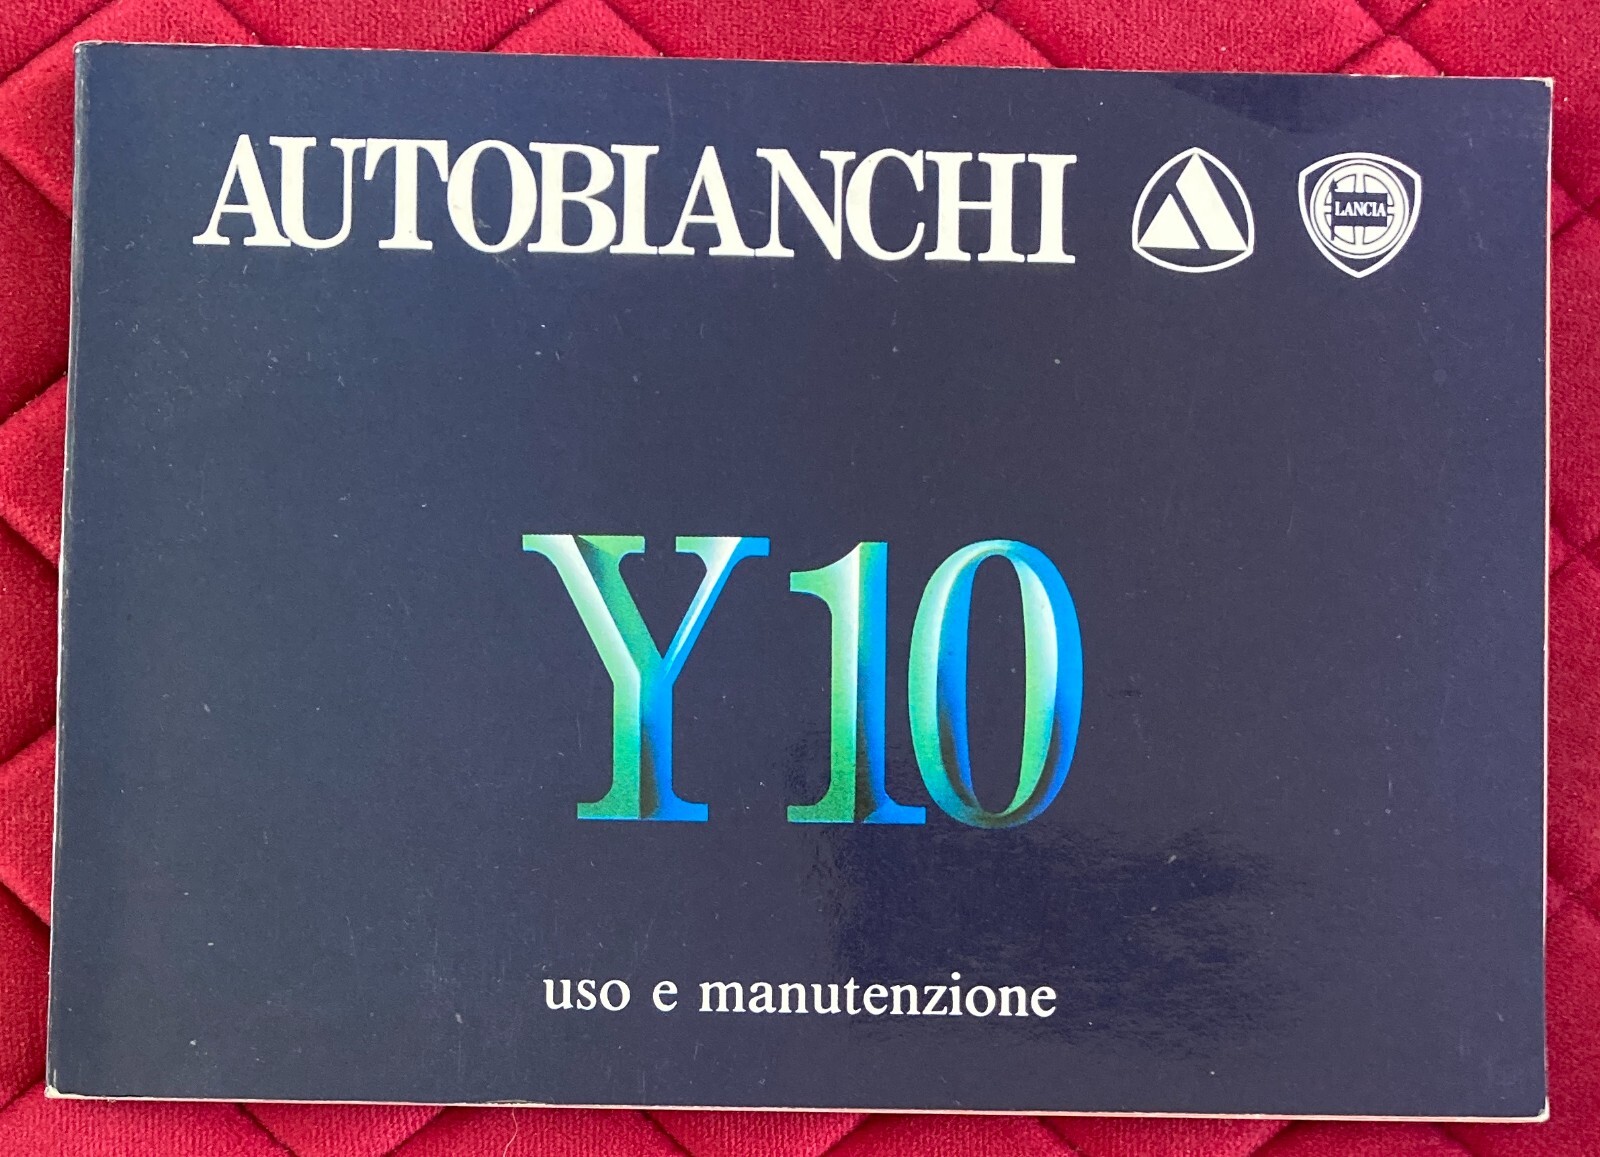 AUTOBIANCHI LANCIA
Y10
uso e manutenzione